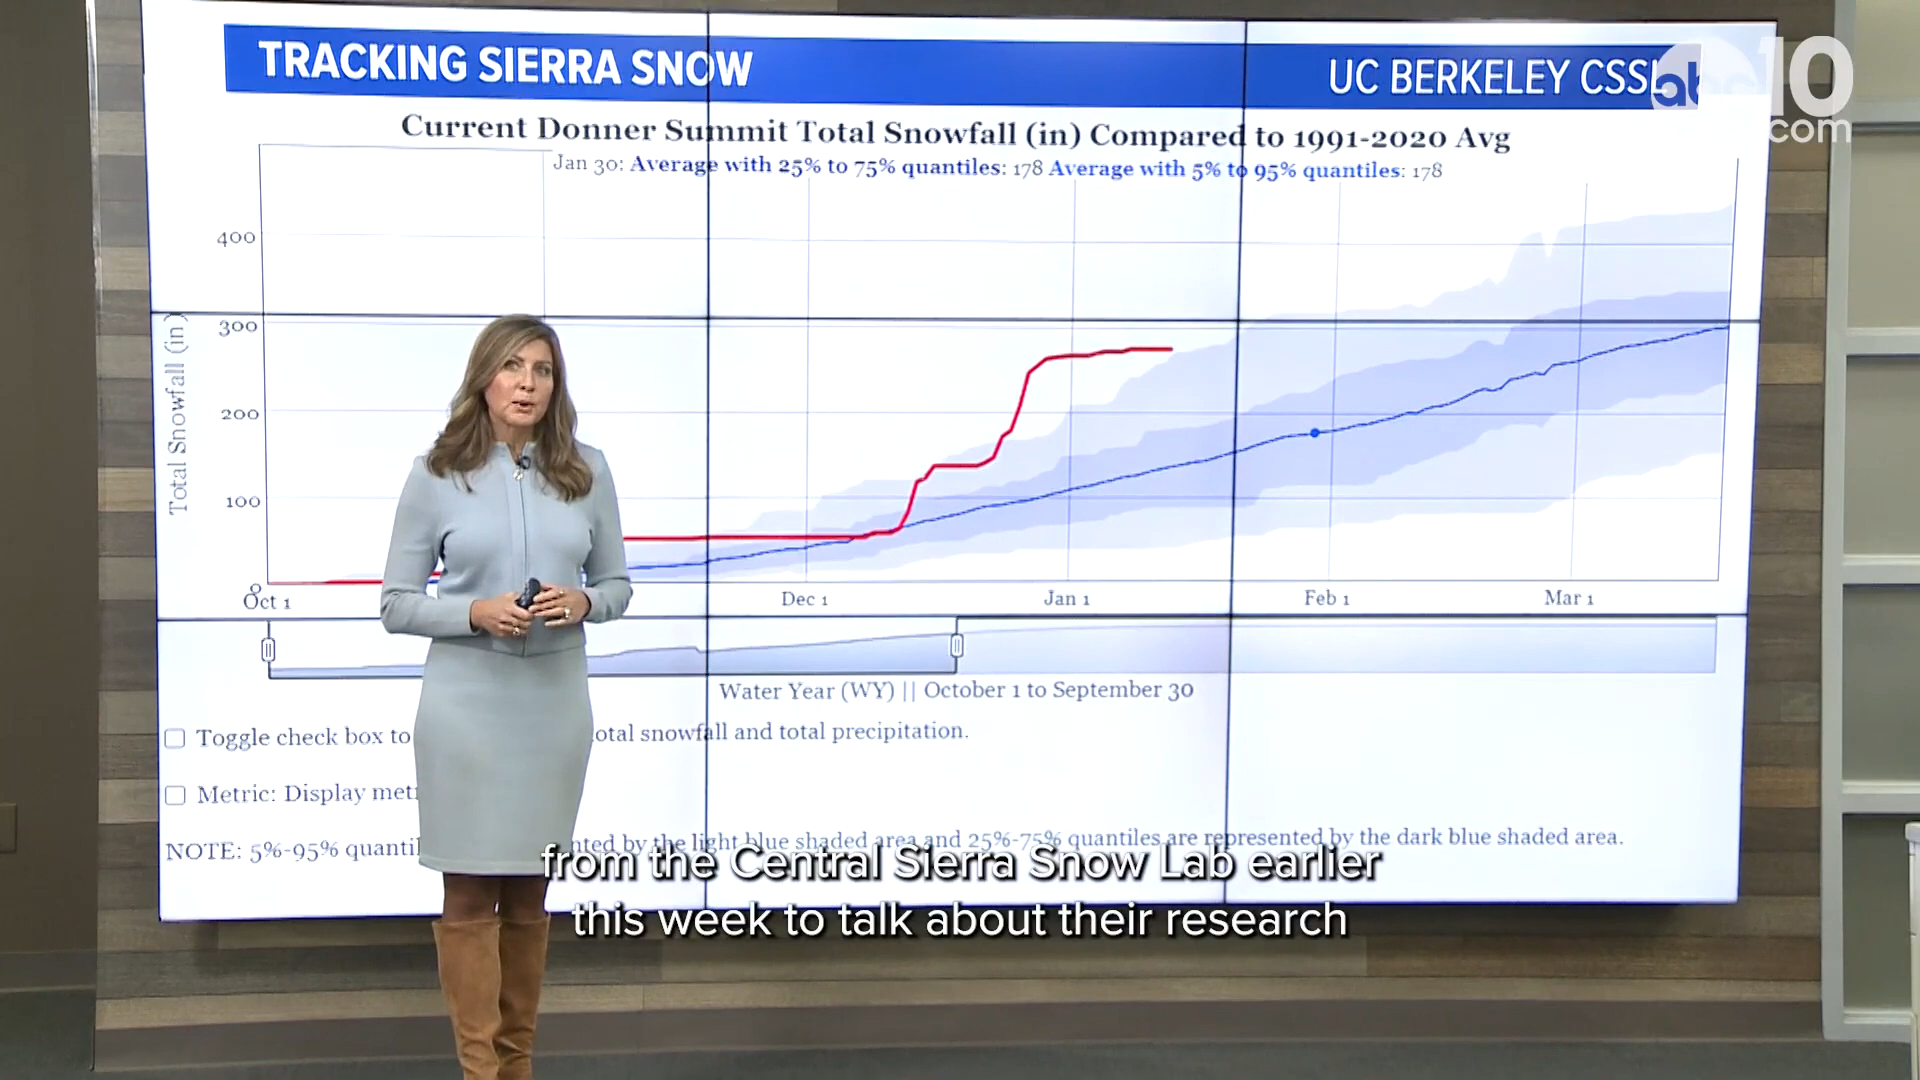 TRACKING SIERRA SNOW
UC BERKELEY CSSL
abc 10
.com
Current Donner Summit Total Snowfall (in) Compared to 1991-2020 Avg
Jan 30: Average with 25% to 75% quantiles: 178 Average with 5% to 95% quantiles: 178
Total Snowfall (in)
400
300
200
100
0
Oct 1
Dec 1
Jan 1
Feb 1
Mar 1
Water Year (WY) || October 1 to September 30
Toggle check box to otal snowfall and total precipitation.
Metric: Display met
NOTE: 5%-95% quantil nted by the light blue shaded area and 25%-75% quantiles are represented by the dark blue shaded area.
from the Central Sierra Snow Lab earlier
this week to talk about their research